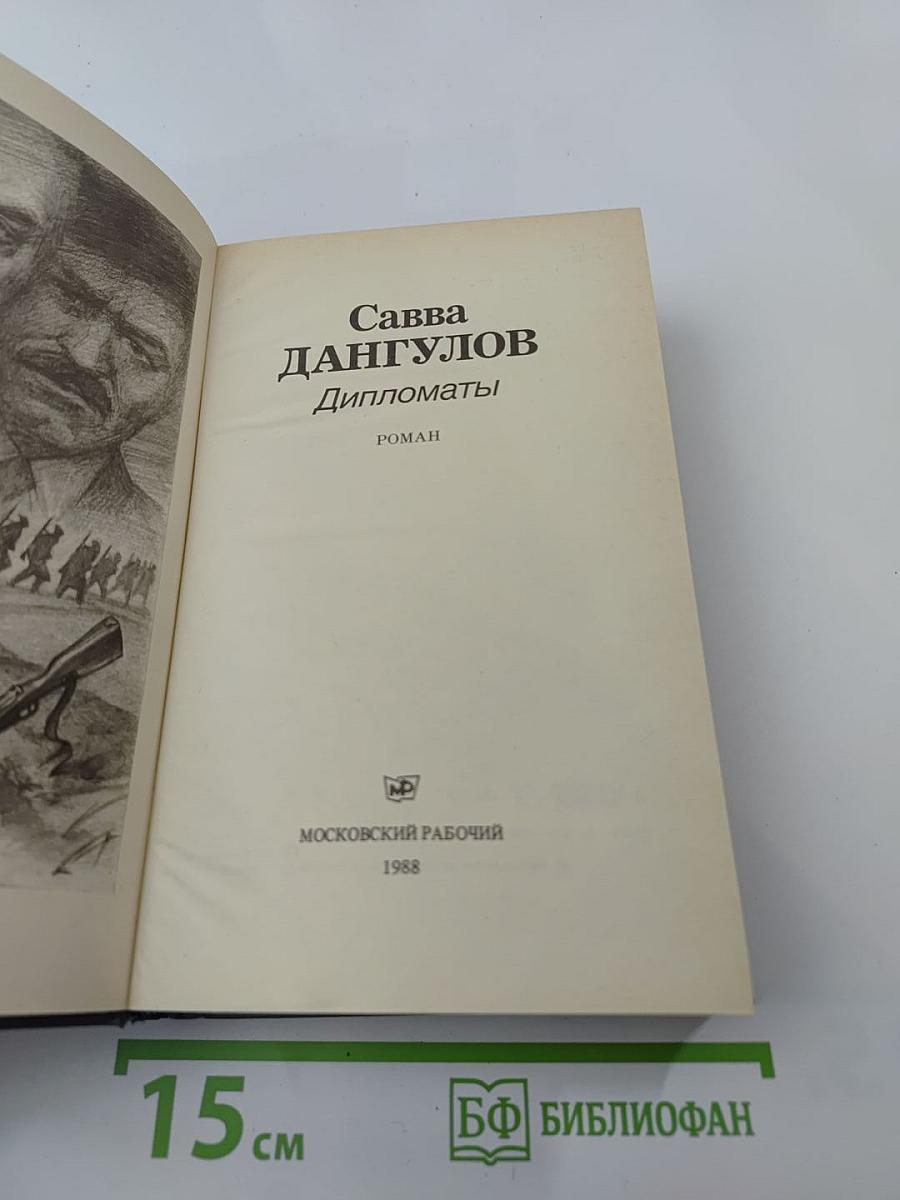 Савва
ДАНГУЛОВ
Дипломаты
РОМАН
МР
МОСКОВСКИЙ РАБОЧИЙ
1988
15 см
БФ БИБЛИОФАН